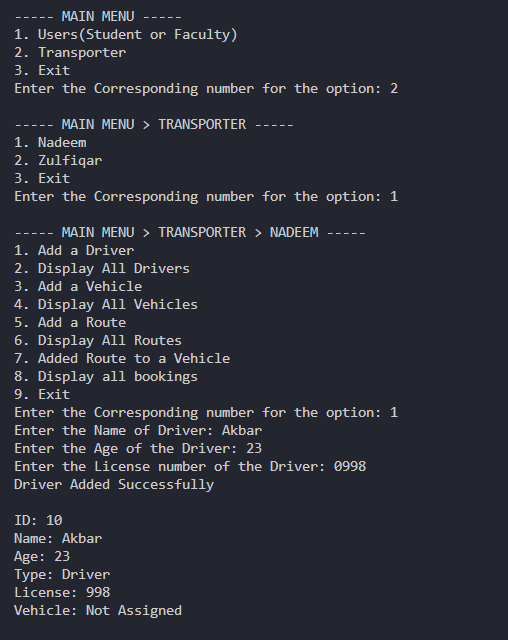 ----- MAIN MENU -----
1. Users(Student or Faculty)
2. Transporter
3. Exit
Enter the Corresponding number for the option: 2
----- MAIN MENU > TRANSPORTER -----
1. Nadeem
2. Zulfiqar
3. Exit
Enter the Corresponding number for the option: 1
----- MAIN MENU > TRANSPORTER > NADEEM -----
1. Add a Driver
2. Display All Drivers
3. Add a Vehicle
4. Display All Vehicles
5. Add a Route
6. Display All Routes
7. Added Route to a Vehicle
8. Display all bookings
9. Exit
Enter the Corresponding number for the option: 1
Enter the Name of Driver: Akbar
Enter the Age of the Driver: 23
Enter the License number of the Driver: 0998
Driver Added Successfully
ID: 10
Name: Akbar
Age: 23
Type: Driver
License: 998
Vehicle: Not Assigned